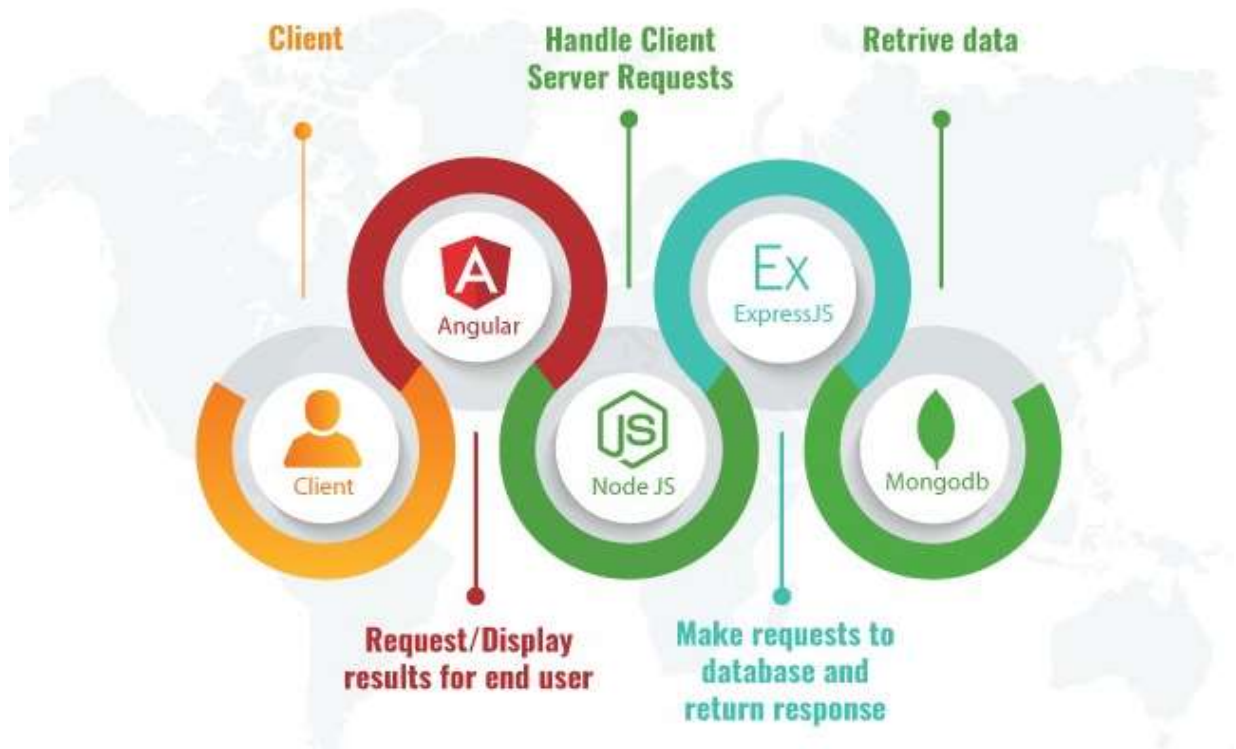 Client
Handle Client
Server Requests
Retrive data
A
Angular
Ex
ExpressJS
Client
JS
Node JS
Mongodb
Request/Display
results for end user
Make requests to
database and
return response